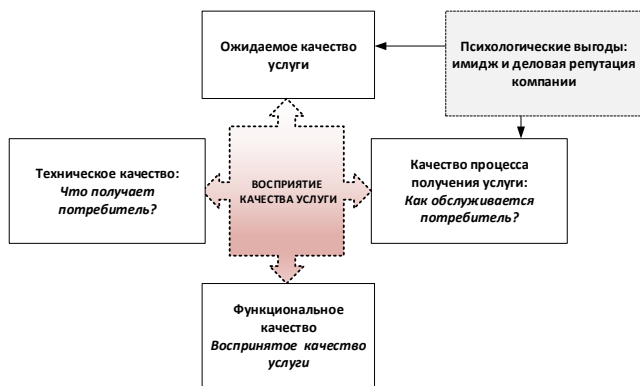 Ожидаемое качество
услуги
Психологические выгоды:
имидж и деловая репутация
компании
Техническое качество:
Что получает
потребитель?
ВОСПРИЯТИЕ
КАЧЕСТВА УСЛУГИ
Качество процесса
получения услуги:
Как обслуживается
потребитель?
Функциональное
качество
Воспринятое качество
услуги